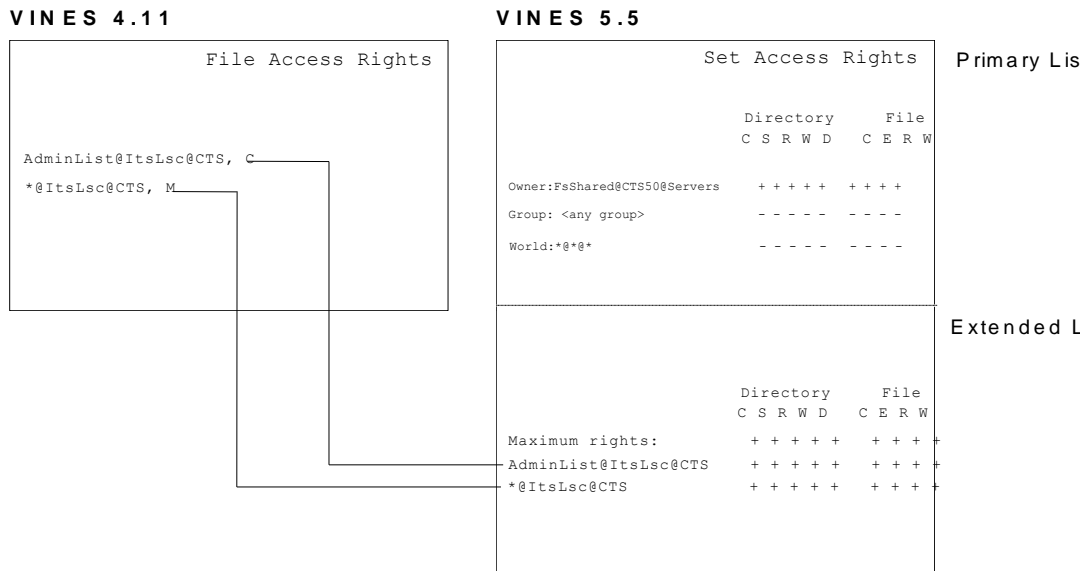 VINES 4.11
File Access Rights
AdminList@ItsLsc@CTS, C
*@ItsLsc@CTS, M
VINES 5.5
Set Access Rights
Primary Lis
Directory File
C S R W D C E R W
Owner:FsShared@CTS50@Servers + + + + + + + + +
Group: <any group> - - - - - - - - -
World:*@*@* - - - - - - - - -
Extended L
Directory File
C S R W D C E R W
Maximum rights: + + + + + + + + +
AdminList@ItsLsc@CTS + + + + + + + + +
*@ItsLsc@CTS + + + + + + + + +